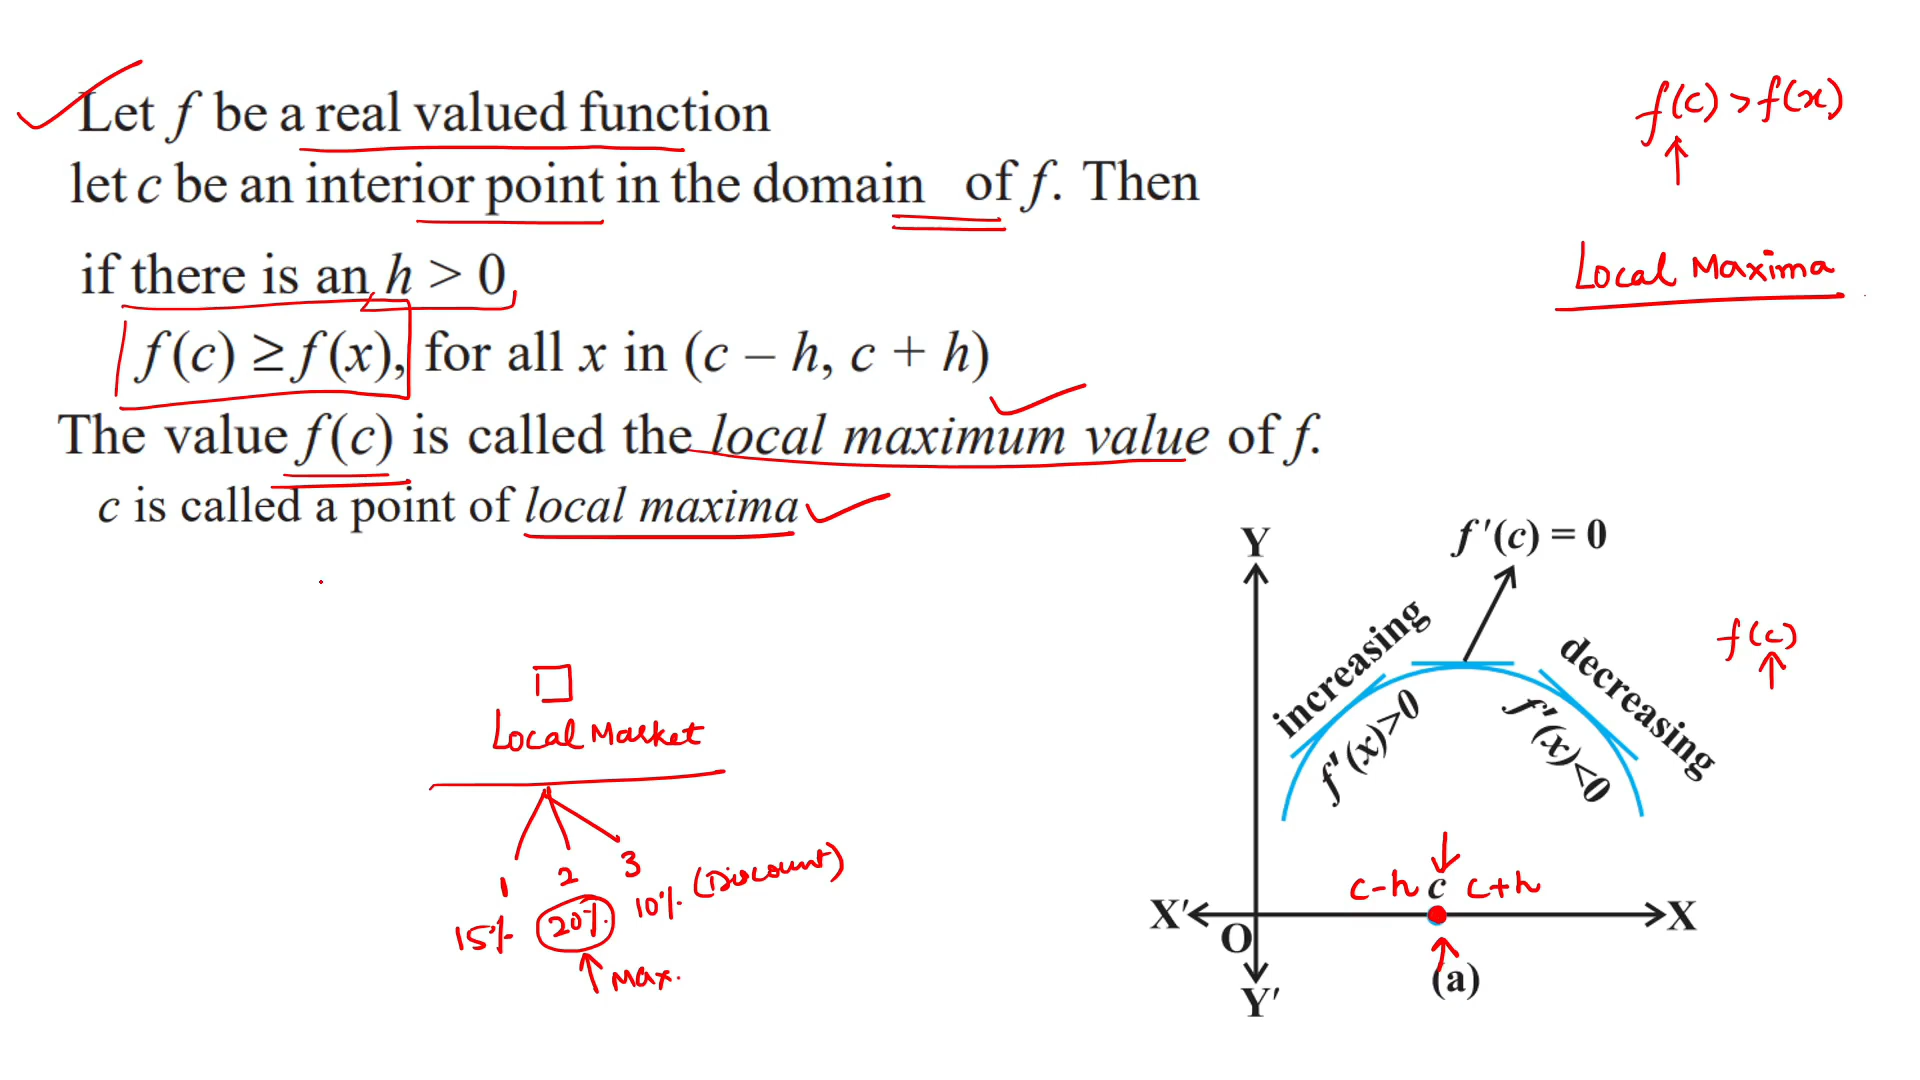 Let f be a real valued function
let c be an interior point in the domain of f. Then
if there is an h > 0
f(c) ≥ f(x), for all x in (c – h, c + h)
The value f(c) is called the local maximum value of f.
c is called a point of local maxima
f(c) > f(x)
Local Maxima
Local Market
1 2 3
15% 20% 10% (Discount)
Max.
Y
f′(c) = 0
increasing
decreasing
f′(x)>0
f′(x)<0
f(c)
c-h c c+h
X′ X
O
(a)
Y′